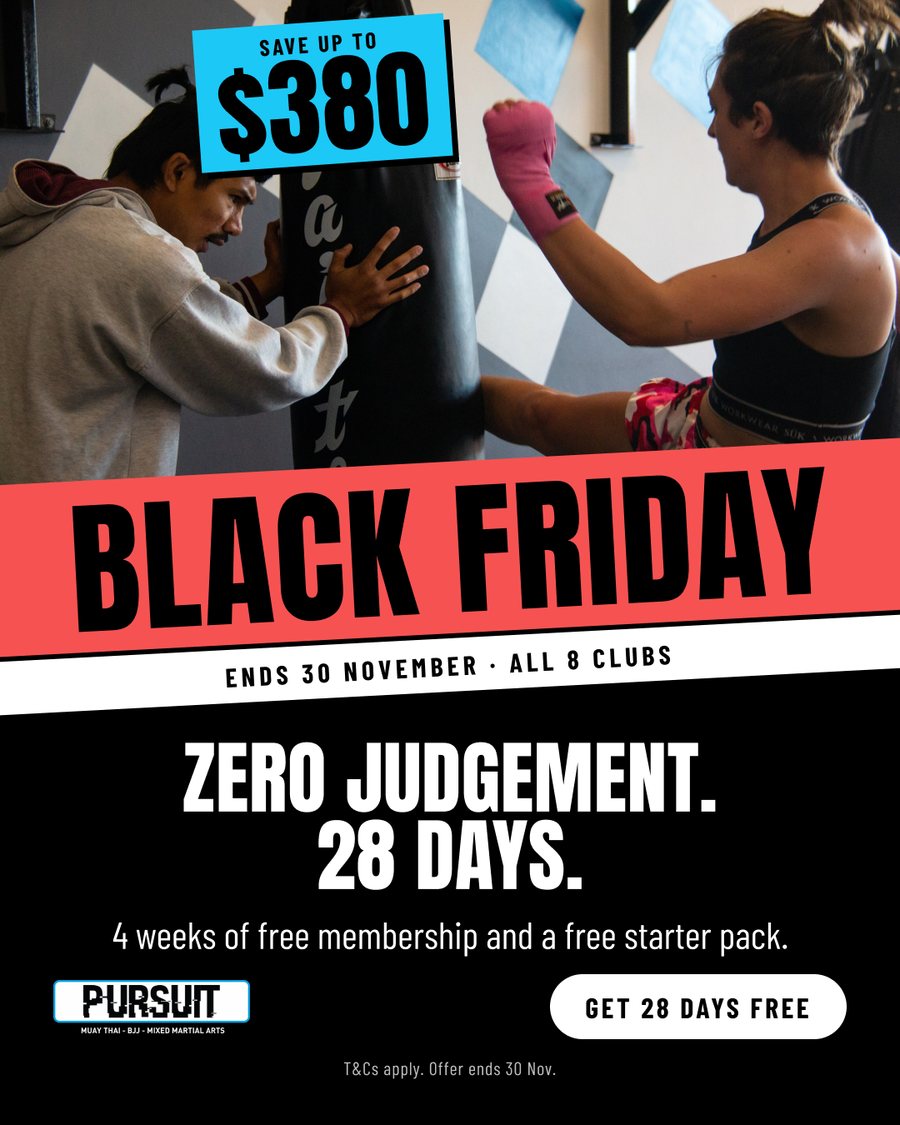 SAVE UP TO
$380
BLACK FRIDAY
ENDS 30 NOVEMBER · ALL 8 CLUBS
ZERO JUDGEMENT.
28 DAYS.
4 weeks of free membership and a free starter pack.
PURSUIT
MUAY THAI - BJJ - MIXED MARTIAL ARTS
GET 28 DAYS FREE
T&Cs apply. Offer ends 30 Nov.